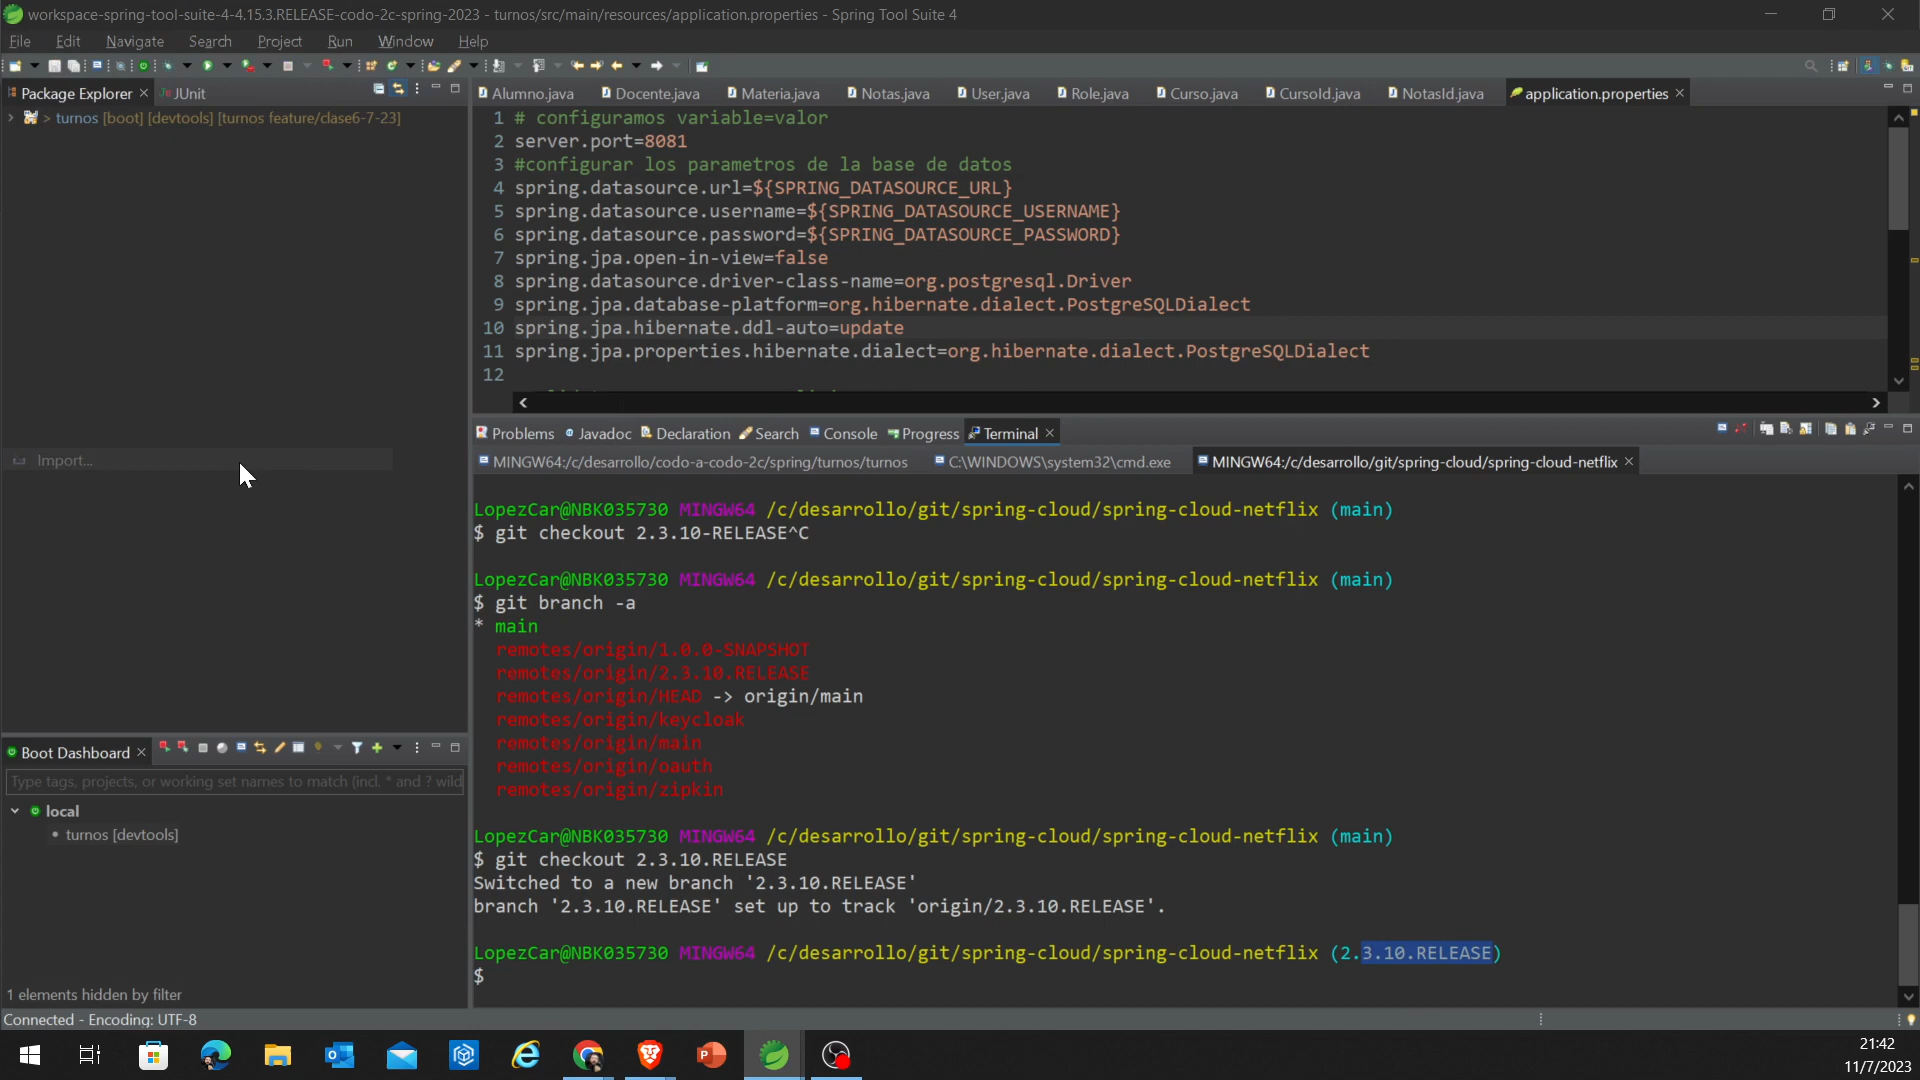 workspace-spring-tool-suite-4-4.15.3.RELEASE-codo-2c-spring-2023 - turnos/src/main/resources/application.properties - Spring Tool Suite 4
File Edit Navigate Search Project Run Window Help
Package Explorer JUnit
> turnos [boot] [devtools] [turnos feature/clase6-7-23]
Import...
Alumno.java Docente.java Materia.java Notas.java User.java Role.java Curso.java CursoId.java NotasId.java application.properties
1 # configuramos variable=valor
2 server.port=8081
3 #configurar los parametros de la base de datos
4 spring.datasource.url=${SPRING_DATASOURCE_URL}
5 spring.datasource.username=${SPRING_DATASOURCE_USERNAME}
6 spring.datasource.password=${SPRING_DATASOURCE_PASSWORD}
7 spring.jpa.open-in-view=false
8 spring.datasource.driver-class-name=org.postgresql.Driver
9 spring.jpa.database-platform=org.hibernate.dialect.PostgreSQLDialect
10 spring.jpa.hibernate.ddl-auto=update
11 spring.jpa.properties.hibernate.dialect=org.hibernate.dialect.PostgreSQLDialect
12
Problems Javadoc Declaration Search Console Progress Terminal
MINGW64:/c/desarrollo/codo-a-codo-2c/spring/turnos/turnos C:\WINDOWS\system32\cmd.exe MINGW64:/c/desarrollo/git/spring-cloud/spring-cloud-netflix
LopezCar@NBK035730 MINGW64 /c/desarrollo/git/spring-cloud/spring-cloud-netflix (main)
$ git checkout 2.3.10-RELEASE^C
LopezCar@NBK035730 MINGW64 /c/desarrollo/git/spring-cloud/spring-cloud-netflix (main)
$ git branch -a
* main
remotes/origin/1.0.0-SNAPSHOT
remotes/origin/2.3.10.RELEASE
remotes/origin/HEAD -> origin/main
remotes/origin/keycloak
remotes/origin/main
remotes/origin/oauth
remotes/origin/zipkin
LopezCar@NBK035730 MINGW64 /c/desarrollo/git/spring-cloud/spring-cloud-netflix (main)
$ git checkout 2.3.10.RELEASE
Switched to a new branch '2.3.10.RELEASE'
branch '2.3.10.RELEASE' set up to track 'origin/2.3.10.RELEASE'.
LopezCar@NBK035730 MINGW64 /c/desarrollo/git/spring-cloud/spring-cloud-netflix (2.3.10.RELEASE)
$
Boot Dashboard
Type tags, projects, or working set names to match (incl. * and ? wild
local
turnos [devtools]
1 elements hidden by filter
Connected - Encoding: UTF-8
21:42
11/7/2023